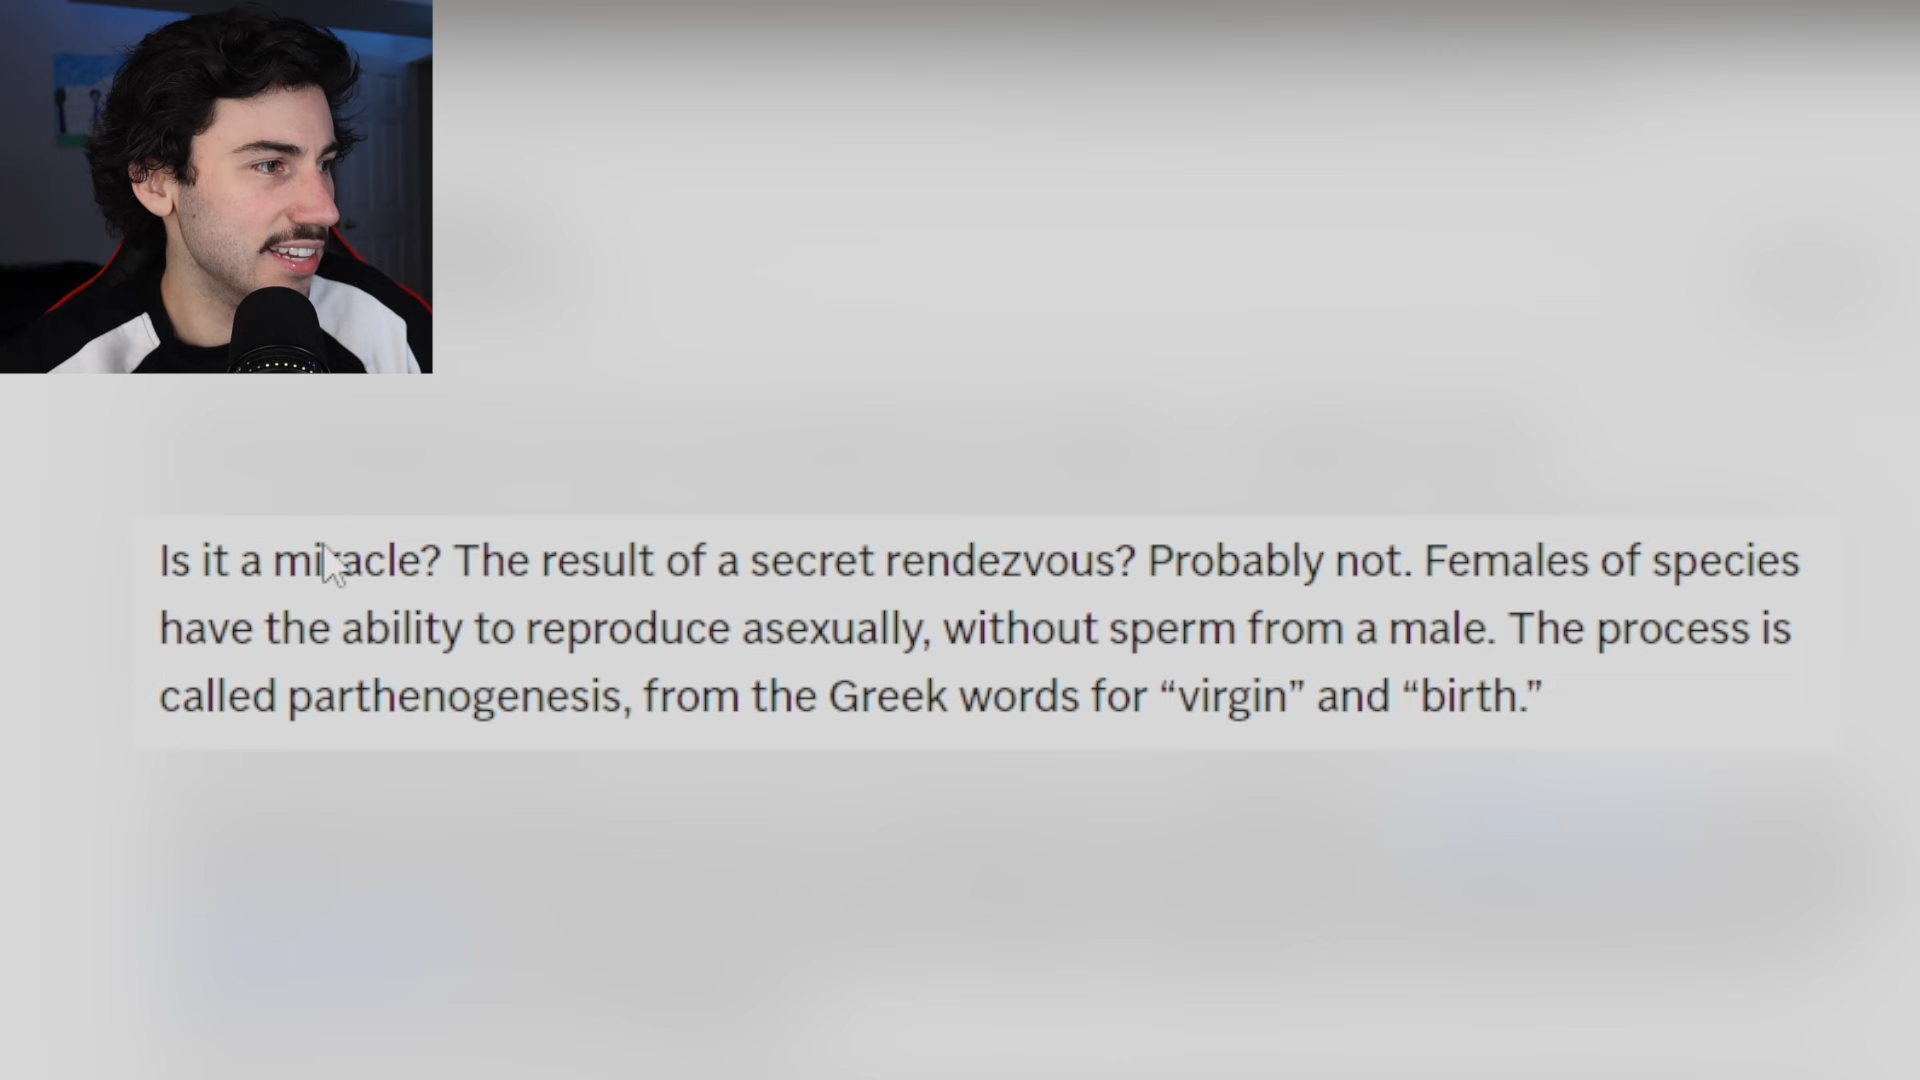 Is it a miracle? The result of a secret rendezvous? Probably not. Females of species
have the ability to reproduce asexually, without sperm from a male. The process is
called parthenogenesis, from the Greek words for “virgin” and “birth.”